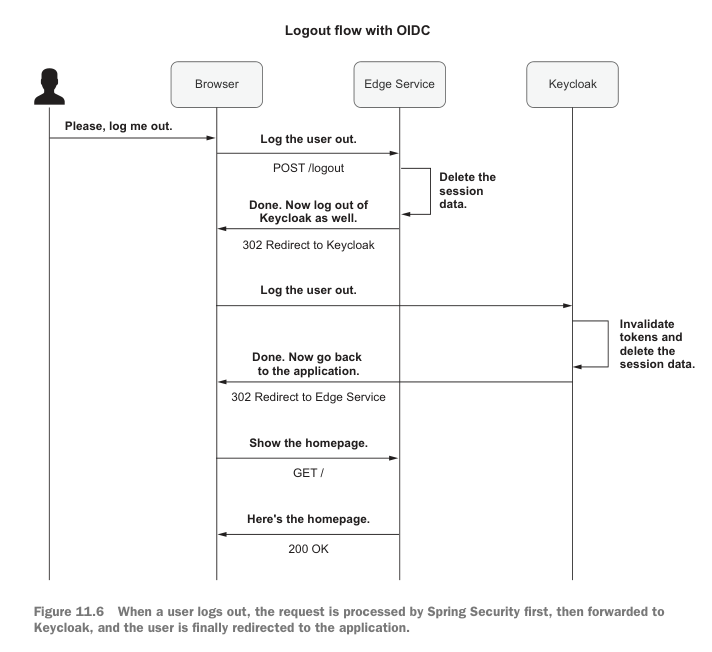 Logout flow with OIDC
Browser
Edge Service
Keycloak
Please, log me out.
Log the user out.
POST /logout
Delete the
session
data.
Done. Now log out of
Keycloak as well.
302 Redirect to Keycloak
Log the user out.
Invalidate
tokens and
delete the
session data.
Done. Now go back
to the application.
302 Redirect to Edge Service
Show the homepage.
GET /
Here's the homepage.
200 OK
Figure 11.6 When a user logs out, the request is processed by Spring Security first, then forwarded to
Keycloak, and the user is finally redirected to the application.